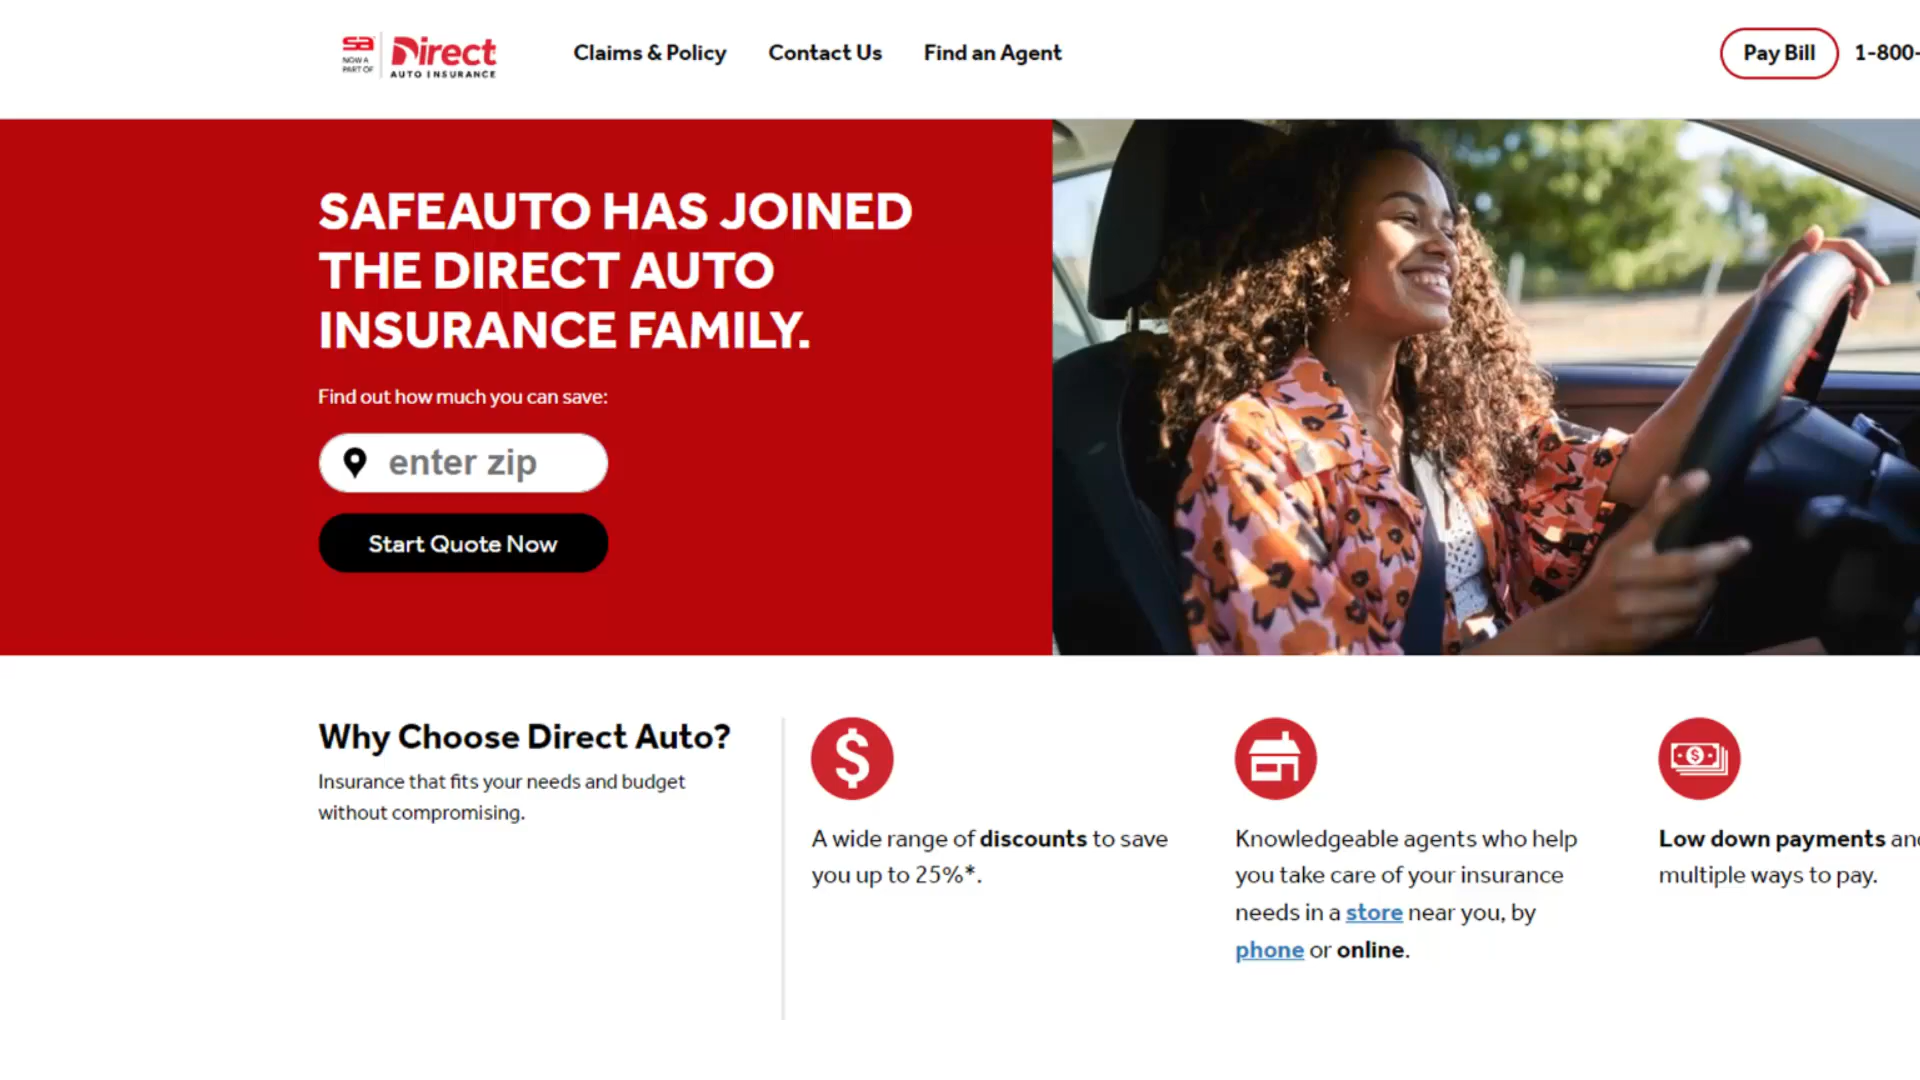 sa
NOW A
PART OF
Direct
AUTO INSURANCE
Claims & Policy
Contact Us
Find an Agent
Pay Bill
1-800-
SAFEAUTO HAS JOINED
THE DIRECT AUTO
INSURANCE FAMILY.
Find out how much you can save:
enter zip
Start Quote Now
Why Choose Direct Auto?
Insurance that fits your needs and budget
without compromising.
A wide range of discounts to save
you up to 25%*.
Knowledgeable agents who help
you take care of your insurance
needs in a store near you, by
phone or online.
Low down payments and
multiple ways to pay.